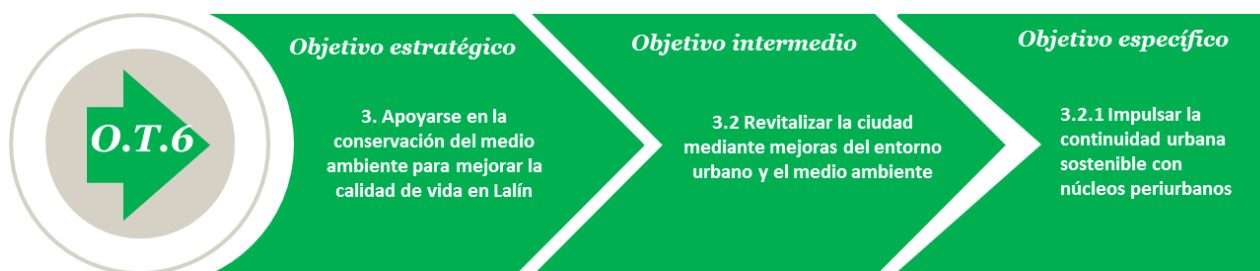 O.T.6
Objetivo estratégico
3. Apoyarse en la
conservación del medio
ambiente para mejorar la
calidad de vida en Lalín
Objetivo intermedio
3.2 Revitalizar la ciudad
mediante mejoras del entorno
urbano y el medio ambiente
Objetivo específico
3.2.1 Impulsar la
continuidad urbana
sostenible con
núcleos periurbanos